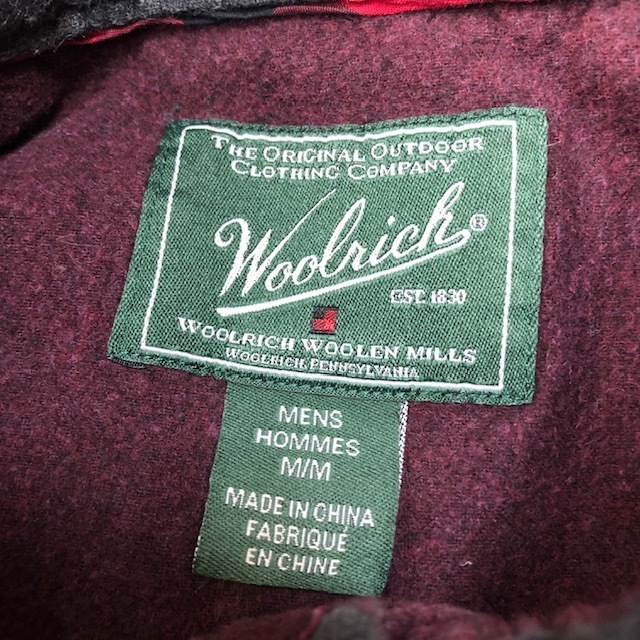 THE ORIGINAL OUTDOOR
CLOTHING COMPANY
Woolrich®
EST. 1830
WOOLRICH WOOLEN MILLS
WOOLRICH, PENNSYLVANIA
MENS
HOMMES
M/M
MADE IN CHINA
FABRIQUÉ
EN CHINE